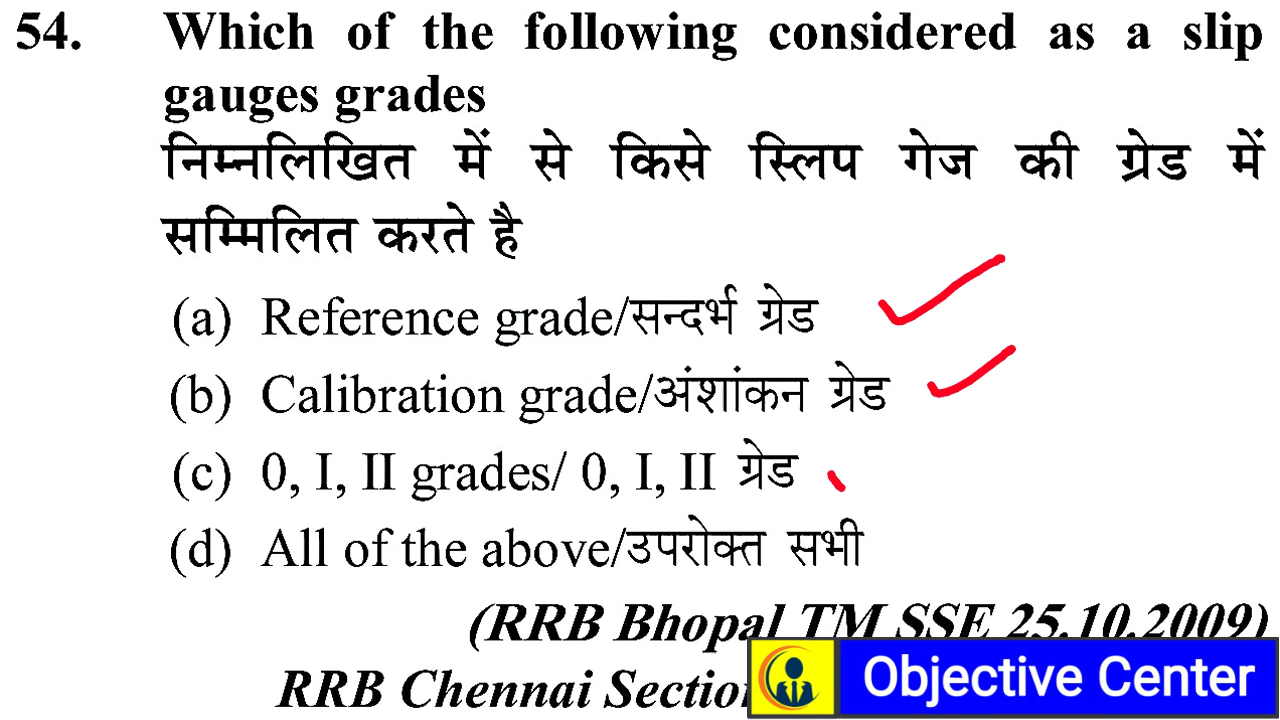 54. Which of the following considered as a slip
gauges grades
निम्नलिखित में से किसे स्लिप गेज की ग्रेड में
सम्मिलित करते है
(a) Reference grade/सन्दर्भ ग्रेड
(b) Calibration grade/अंशांकन ग्रेड
(c) 0, I, II grades/ 0, I, II ग्रेड
(d) All of the above/उपरोक्त सभी
(RRB Bhopal TM SSE 25.10.2009)
RRB Chennai
Objective Center